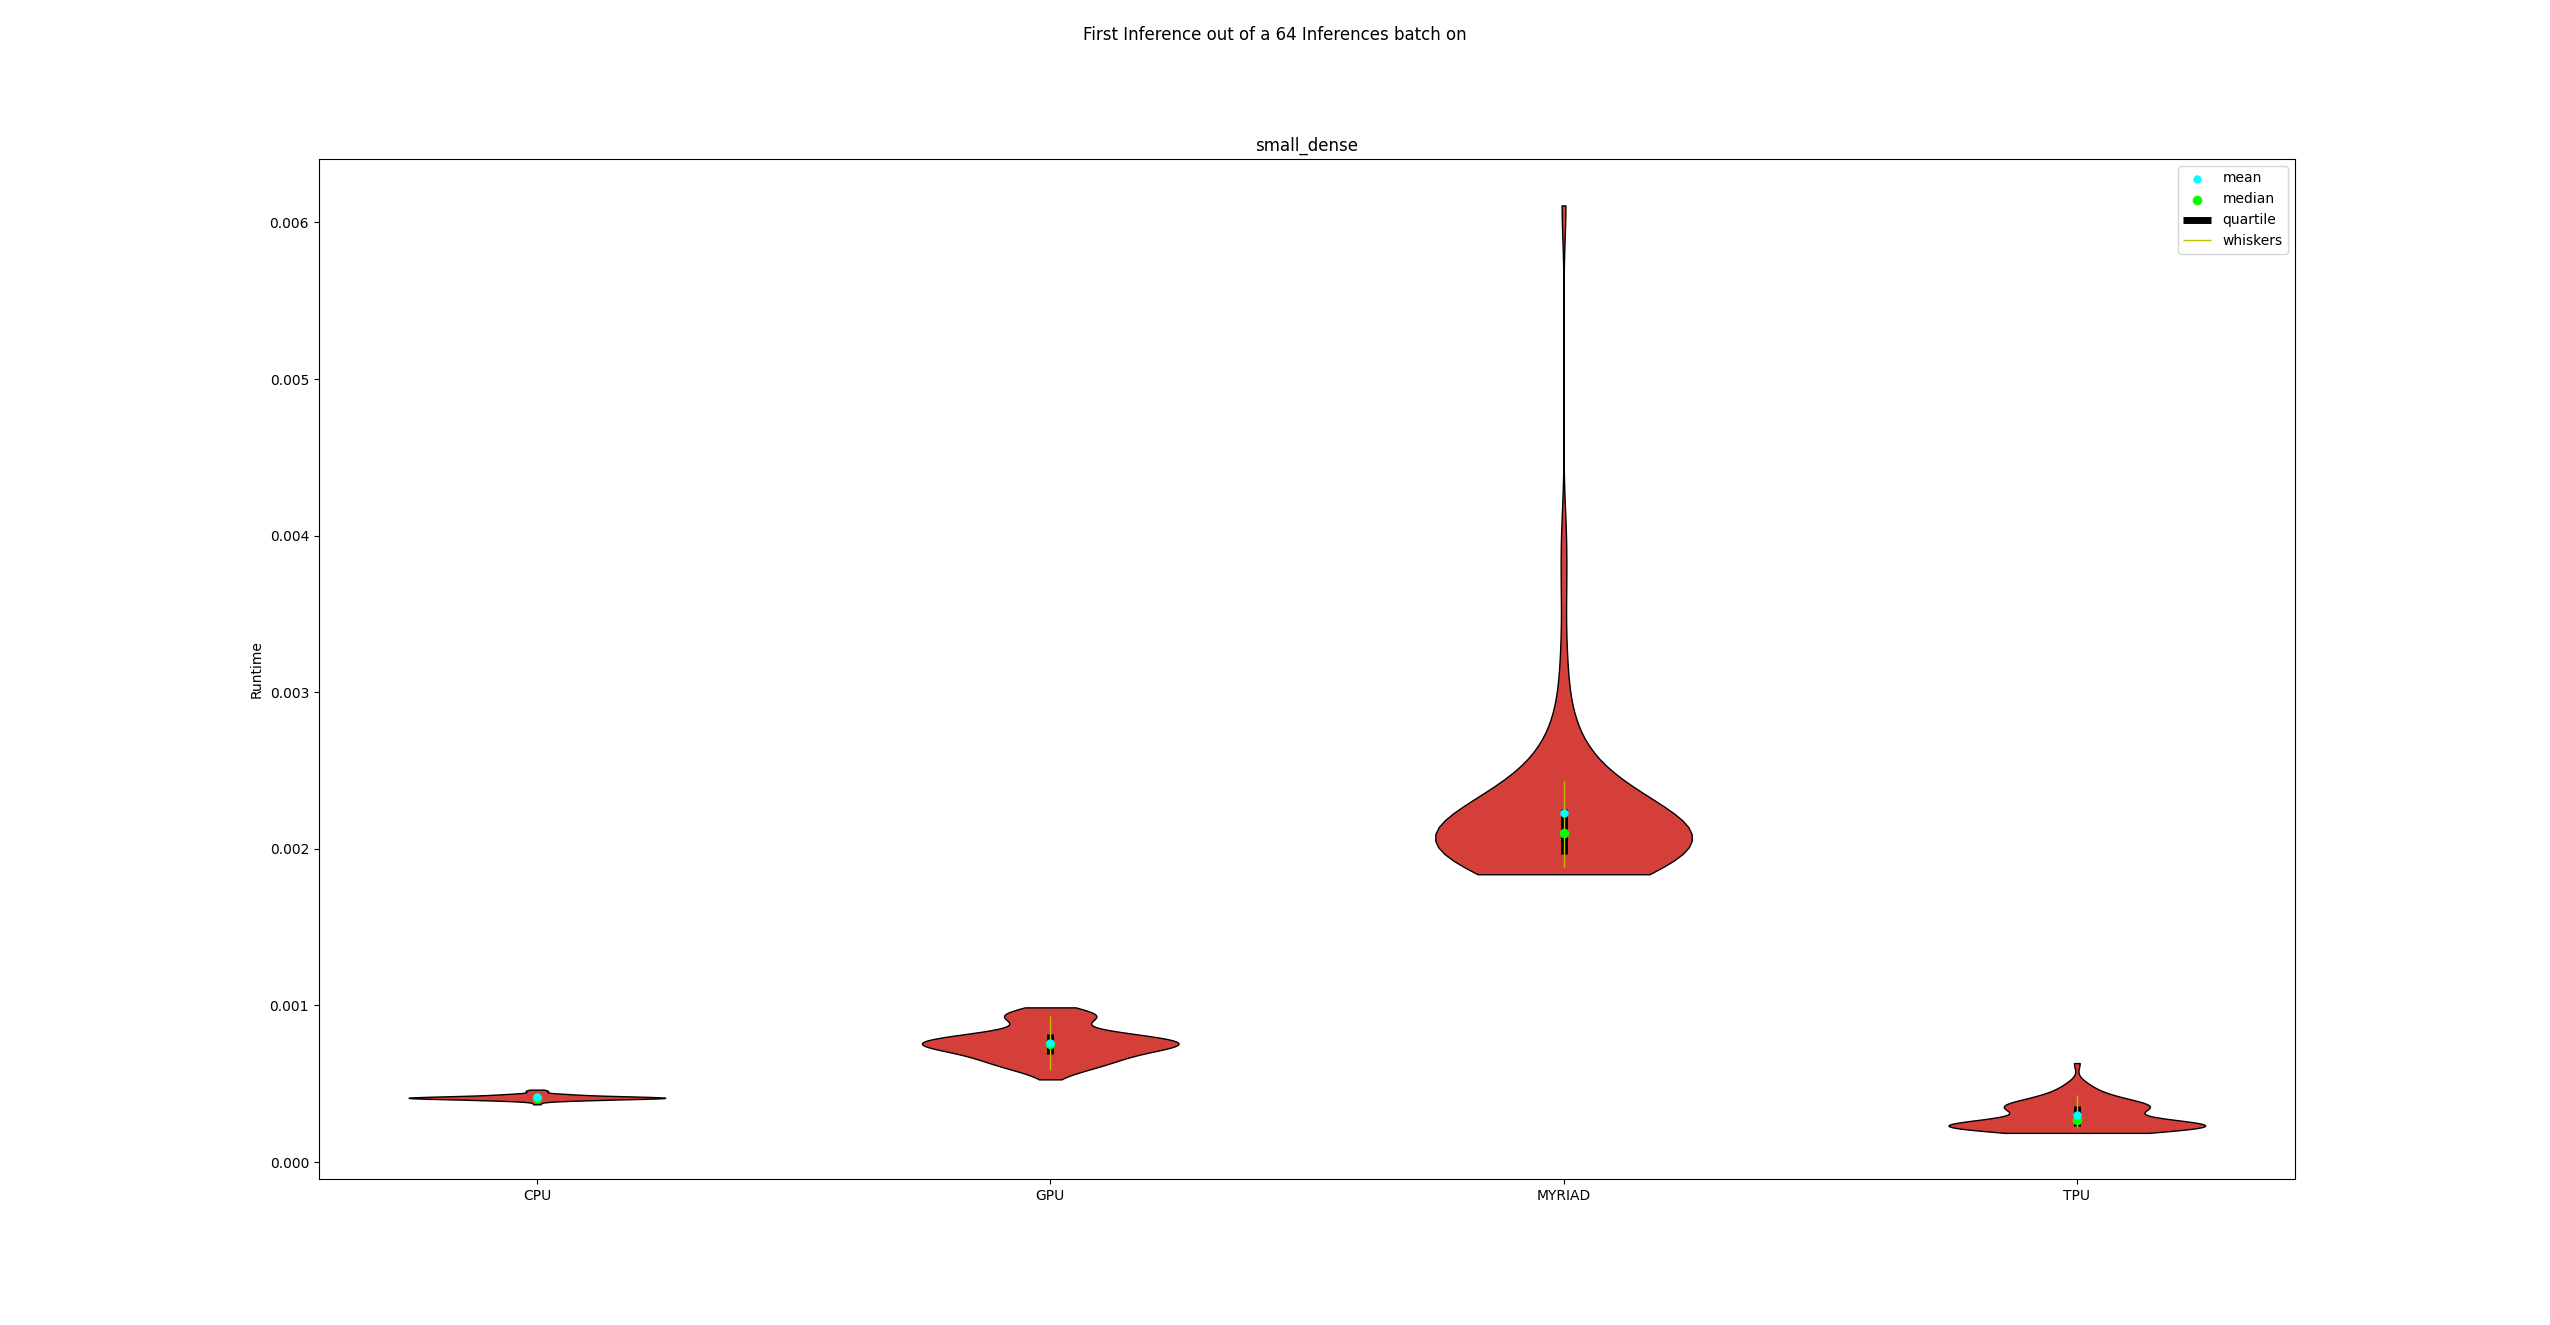 First Inference out of a 64 Inferences batch on
small_dense
mean
median
quartile
whiskers
0.006
0.005
0.004
0.003
0.002
0.001
0.000
Runtime
CPU
GPU
MYRIAD
TPU